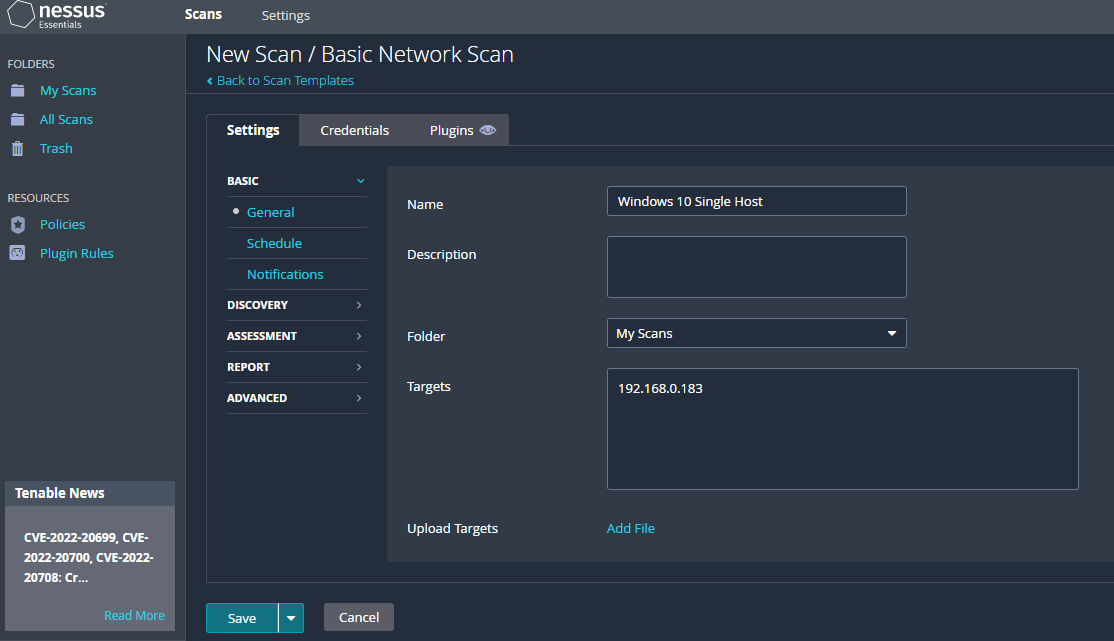 nessus
Essentials
Scans
Settings
FOLDERS
My Scans
All Scans
Trash
RESOURCES
Policies
Plugin Rules
Tenable News
CVE-2022-20699, CVE-
2022-20700, CVE-2022-
20708: Cr...
Read More
New Scan / Basic Network Scan
Back to Scan Templates
Settings
Credentials
Plugins
BASIC
General
Schedule
Notifications
DISCOVERY
ASSESSMENT
REPORT
ADVANCED
Name
Windows 10 Single Host
Description
Folder
My Scans
Targets
192.168.0.183
Upload Targets
Add File
Save
Cancel